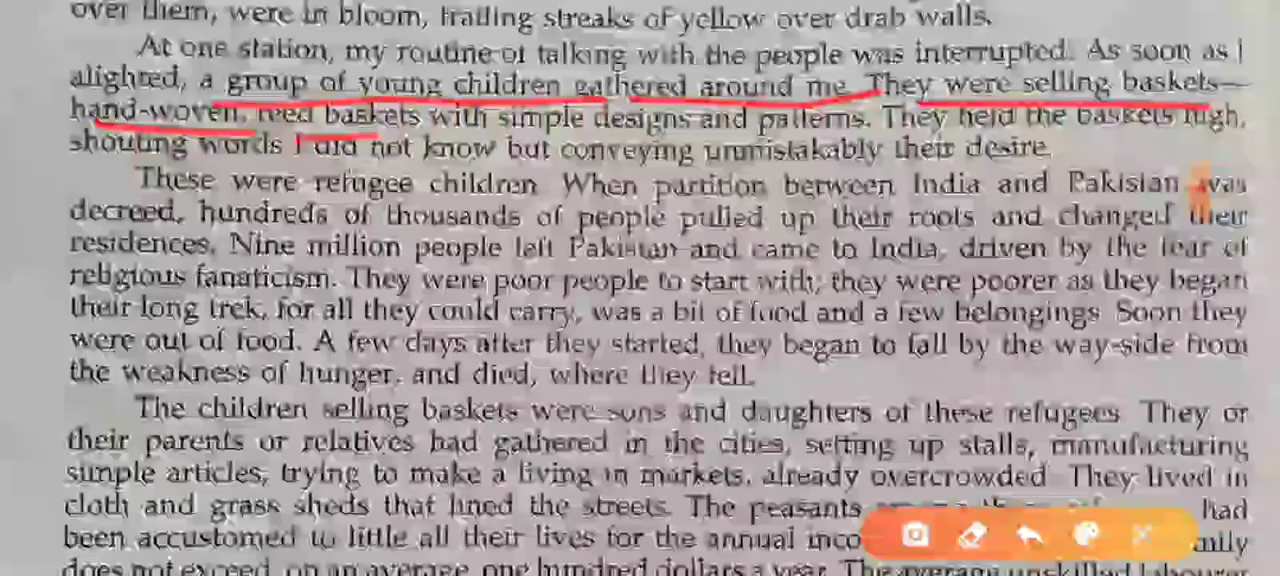 over them, were in bloom, trailing streaks of yellow over drab walls.
At one station, my routine of talking with the people was interrupted. As soon as I
alighted, a group of young children gathered around me. They were selling baskets—
hand-woven, reed baskets with simple designs and patterns. They held the baskets high,
shouting words I did not know but conveying unmistakably their desire.
These were refugee children. When partition between India and Pakistan was
decreed, hundreds of thousands of people pulled up their roots and changed their
residences. Nine million people left Pakistan and came to India, driven by the fear of
religious fanaticism. They were poor people to start with; they were poorer as they began
their long trek, for all they could carry, was a bit of food and a few belongings. Soon they
were out of food. A few days after they started, they began to fall by the way-side from
the weakness of hunger, and died, where they fell.
The children selling baskets were sons and daughters of these refugees. They or
their parents or relatives had gathered in the cities, setting up stalls, manufacturing
simple articles, trying to make a living in markets, already overcrowded. They lived in
cloth and grass sheds that lined the streets. The peasants had
been accustomed to little all their lives for the annual
does not exceed, on an average, one hundred dollars a year. The average unskilled labourer